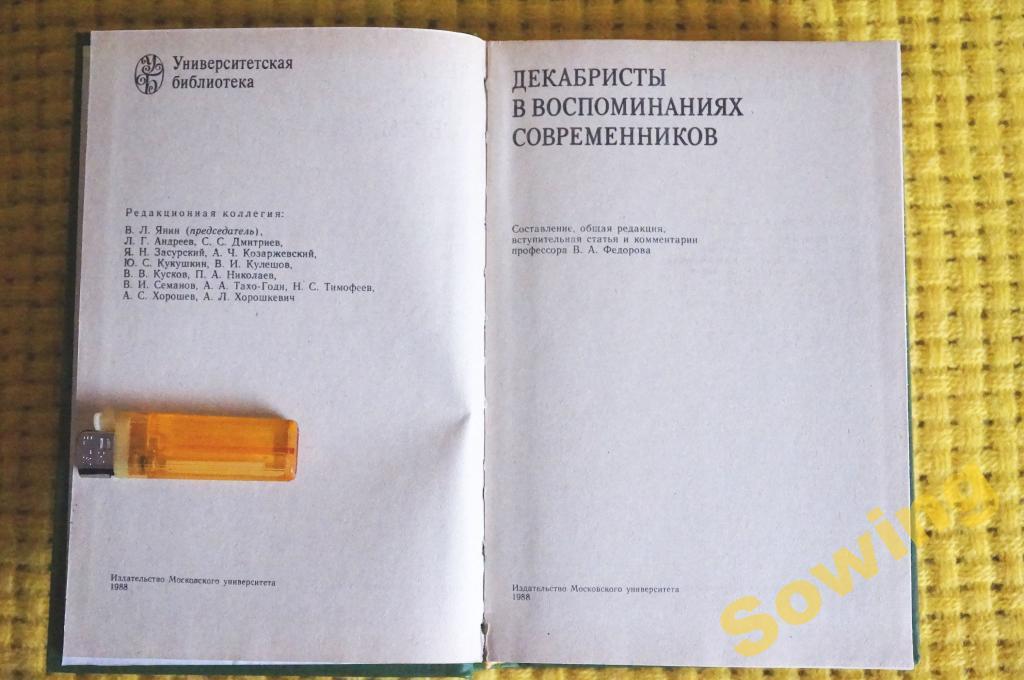 Университетская
библиотека
Редакционная коллегия:
В. Л. Янин (председатель),
Л. Г. Андреев, С. С. Дмитриев,
Я. Н. Засурский, А. Ч. Козаржевский,
Ю. С. Кукушкин, В. И. Кулешов,
В. В. Кусков, П. А. Николаев,
В. И. Семанов, А. А. Тахо-Годи, Н. С. Тимофеев,
А. С. Хорошев, А. Л. Хорошкевич
Издательство Московского университета
1988
ДЕКАБРИСТЫ
В ВОСПОМИНАНИЯХ
СОВРЕМЕННИКОВ
Составление, общая редакция,
вступительная статья и комментарии
профессора В. А. Федорова
Издательство Московского университета
1988
Sowing